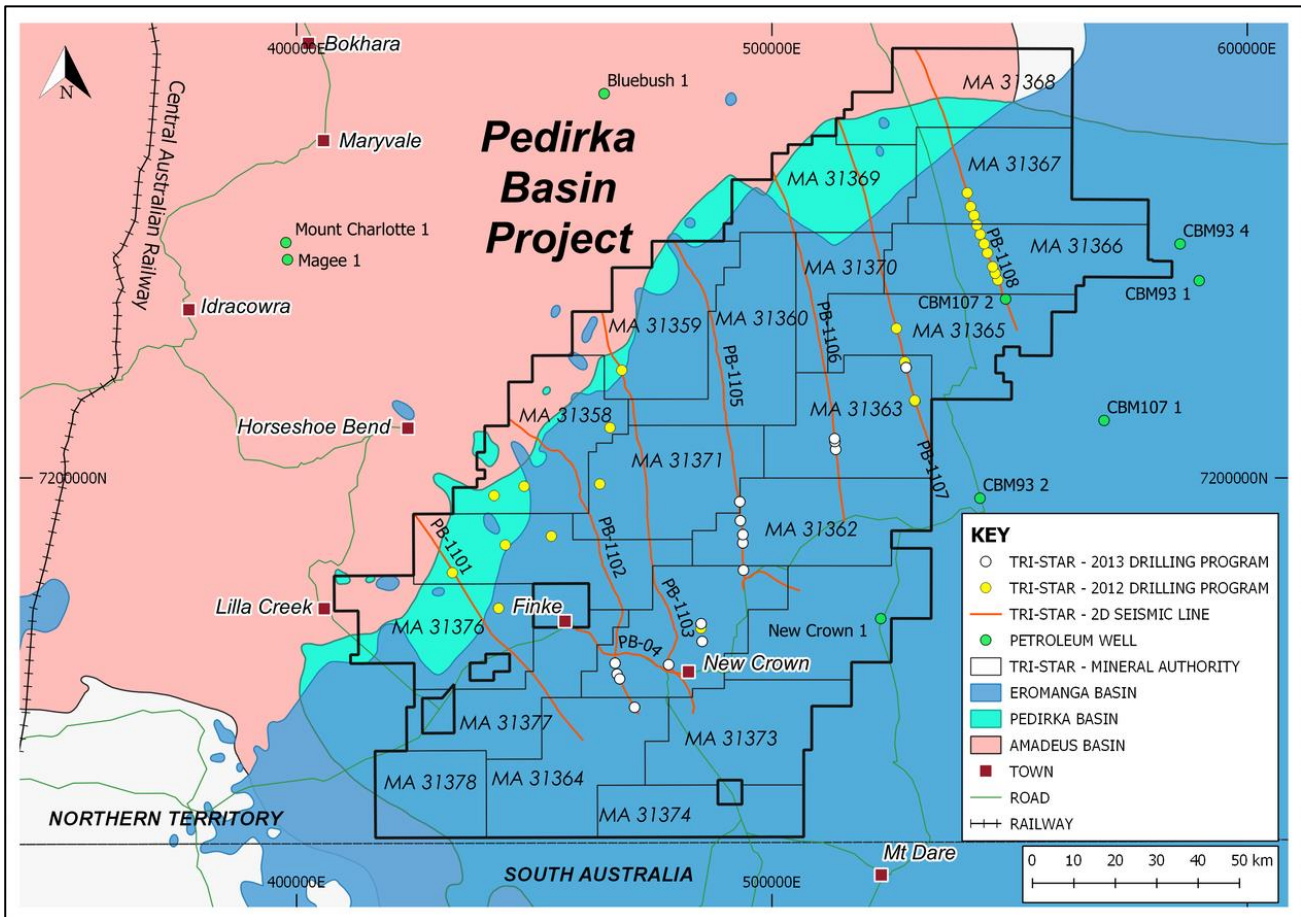 400000E
500000E
600000E
Bokhara
N
Central Australian Railway
Bluebush 1
MA 31368
Maryvale
Pedirka
Basin
Project
MA 31367
MA 31369
Mount Charlotte 1
Magee 1
MA 31366
CBM93 4
MA 31370
PB-1108
CBM93 1
Idracowra
CBM107 2
MA 31359
MA 31360
MA 31365
PB-1106
PB-1105
MA 31358
MA 31363
CBM107 1
Horseshoe Bend
MA 31371
PB-1107
7200000N
7200000N
CBM93 2
MA 31362
PB-1101
PB-1102
Lilla Creek
Finke
MA 31376
PB-1103
New Crown 1
PB-04
New Crown
MA 31377
MA 31373
MA 31378
MA 31364
MA 31374
NORTHERN TERRITORY
SOUTH AUSTRALIA
Mt Dare
400000E
500000E
KEY
TRI-STAR - 2013 DRILLING PROGRAM
TRI-STAR - 2012 DRILLING PROGRAM
TRI-STAR - 2D SEISMIC LINE
PETROLEUM WELL
TRI-STAR - MINERAL AUTHORITY
EROMANGA BASIN
PEDIRKA BASIN
AMADEUS BASIN
TOWN
ROAD
RAILWAY
0 10 20 30 40 50 km